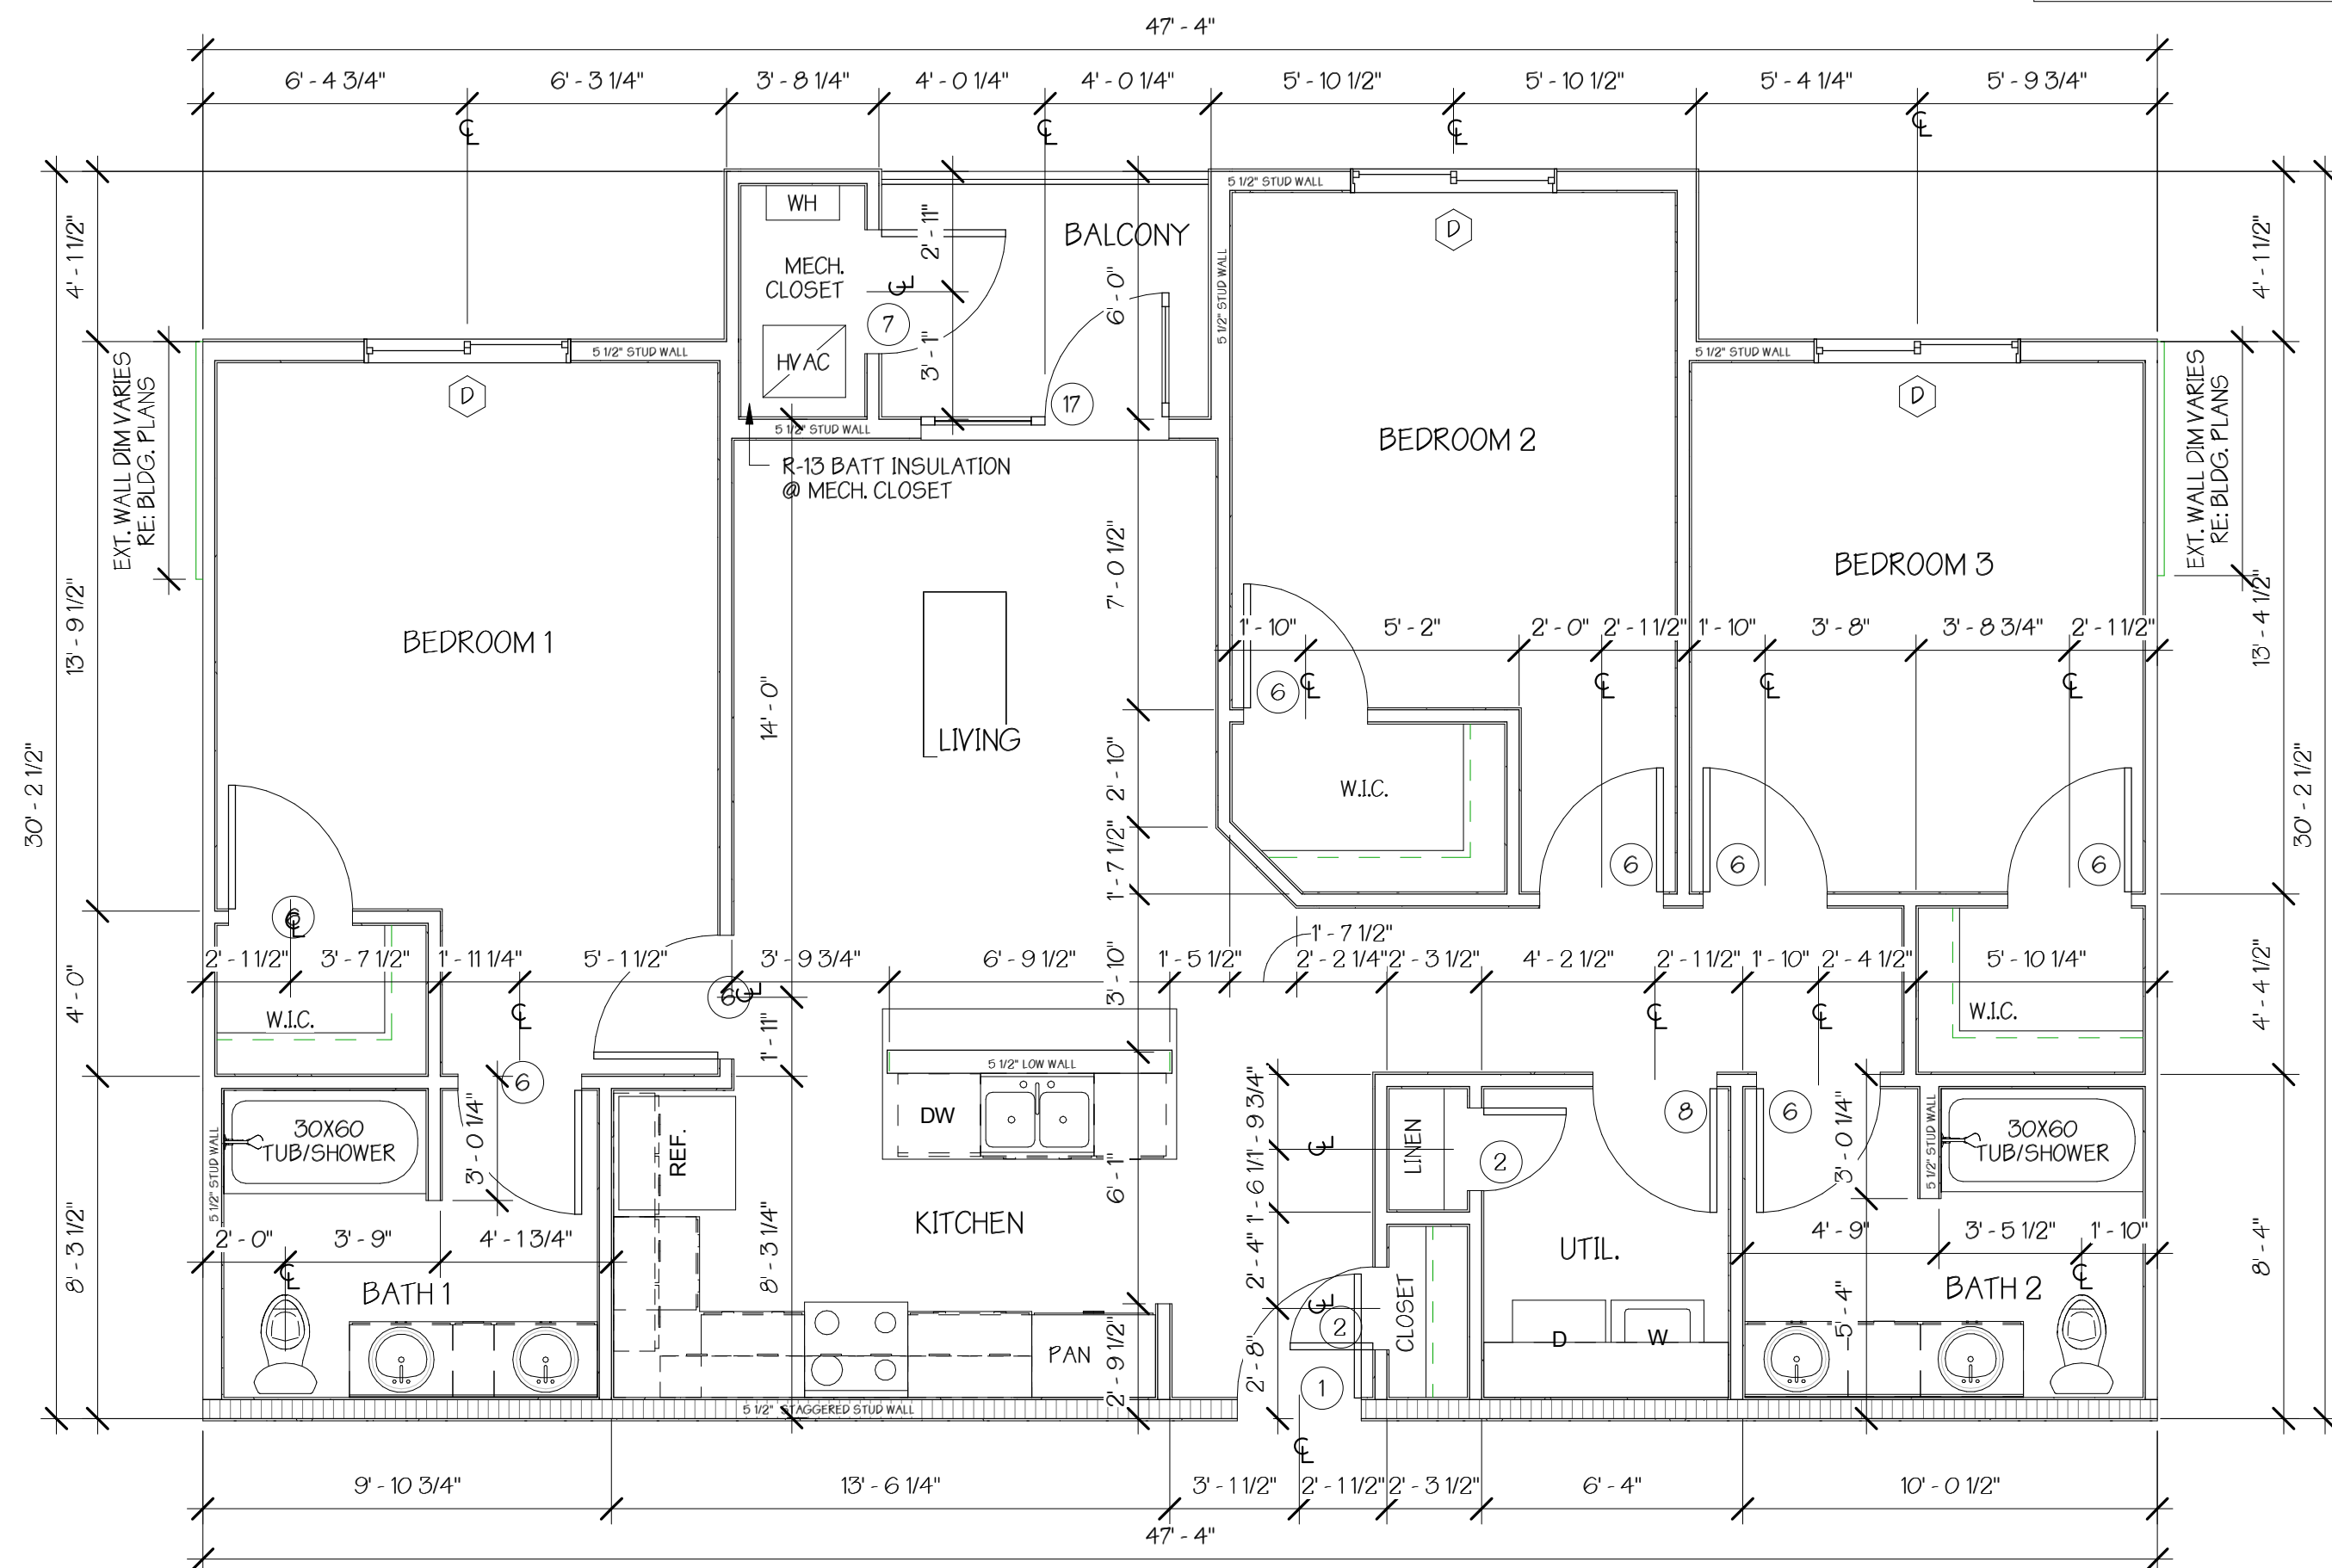 47' - 4"
6' - 4 3/4" 6' - 3 1/4" 3' - 8 1/4" 4' - 0 1/4" 4' - 0 1/4" 5' - 10 1/2" 5' - 10 1/2" 5' - 4 1/4" 5' - 9 3/4"
℄ ℄ ℄ ℄
5 1/2" STUD WALL
WH
BALCONY
D
4' - 1 1/2"
2' - 11"
4' - 1 1/2"
MECH.
CLOSET
℄
6' - 0"
5 1/2" STUD WALL
7
5 1/2" STUD WALL
5 1/2" STUD WALL
HVAC
3' - 1"
EXT. WALL DIM VARIES
RE: BLDG. PLANS
EXT. WALL DIM VARIES
RE: BLDG. PLANS
D
17
D
5 1/2" STUD WALL
BEDROOM 2
R-13 BATT INSULATION
@ MECH. CLOSET
7' - 0 1/2"
BEDROOM 3
13' - 9 1/2"
13' - 4 1/2"
BEDROOM 1
1' - 10" 5' - 2" 2' - 0" 2' - 1 1/2" 1' - 10" 3' - 8" 3' - 8 3/4" 2' - 1 1/2"
6 ℄ ℄ ℄ ℄
14' - 0"
LIVING
30' - 2 1/2"
2' - 10"
W.I.C.
30' - 2 1/2"
1' - 7 1/2"
6 6 6
6 ℄
1' - 7 1/2"
2' - 1 1/2" 3' - 7 1/2" 1' - 11 1/4" 5' - 1 1/2" 3' - 9 3/4" 6' - 9 1/2" 1' - 5 1/2" 2' - 2 1/4" 2' - 3 1/2" 4' - 2 1/2" 2' - 1 1/2" 1' - 10" 2' - 4 1/2" 5' - 10 1/4"
4' - 0"
3' - 10"
4' - 4 1/2"
6 ℄
W.I.C.
℄
℄ ℄
W.I.C.
1' - 11"
5 1/2" LOW WALL
6
1' - 9 3/4"
DW
8
6
30X60
TUB/SHOWER
3' - 0 1/4"
REF.
℄
LINEN
2
3' - 0 1/4"
5 1/2" STUD WALL
30X60
TUB/SHOWER
5 1/2" STUD WALL
6' - 1"
KITCHEN
2' - 0" 3' - 9" 4' - 1 3/4"
4' - 9" 3' - 5 1/2" 1' - 10"
8' - 3 1/2"
8' - 3 1/4"
2' - 4"
UTIL.
8' - 4"
℄
BATH 1
℄
℄
BATH 2
CLOSET
2
5' - 4"
D W
PAN
2' - 9 1/2"
2' - 8"
1
5 1/2" STAGGERED STUD WALL
℄
9' - 10 3/4" 13' - 6 1/4" 3' - 1 1/2" 2' - 1 1/2" 2' - 3 1/2" 6' - 4" 10' - 0 1/2"
47' - 4"